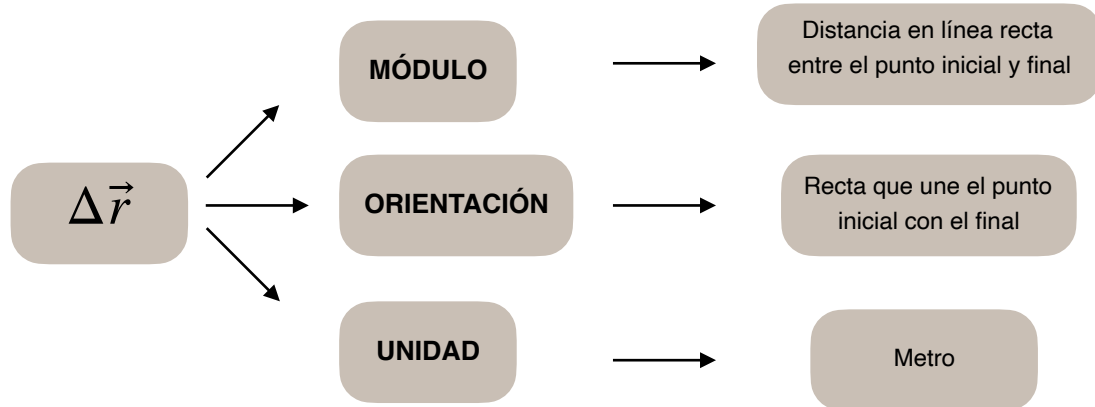 MÓDULO
Distancia en línea recta
entre el punto inicial y final
Δr⃗
ORIENTACIÓN
Recta que une el punto
inicial con el final
UNIDAD
Metro